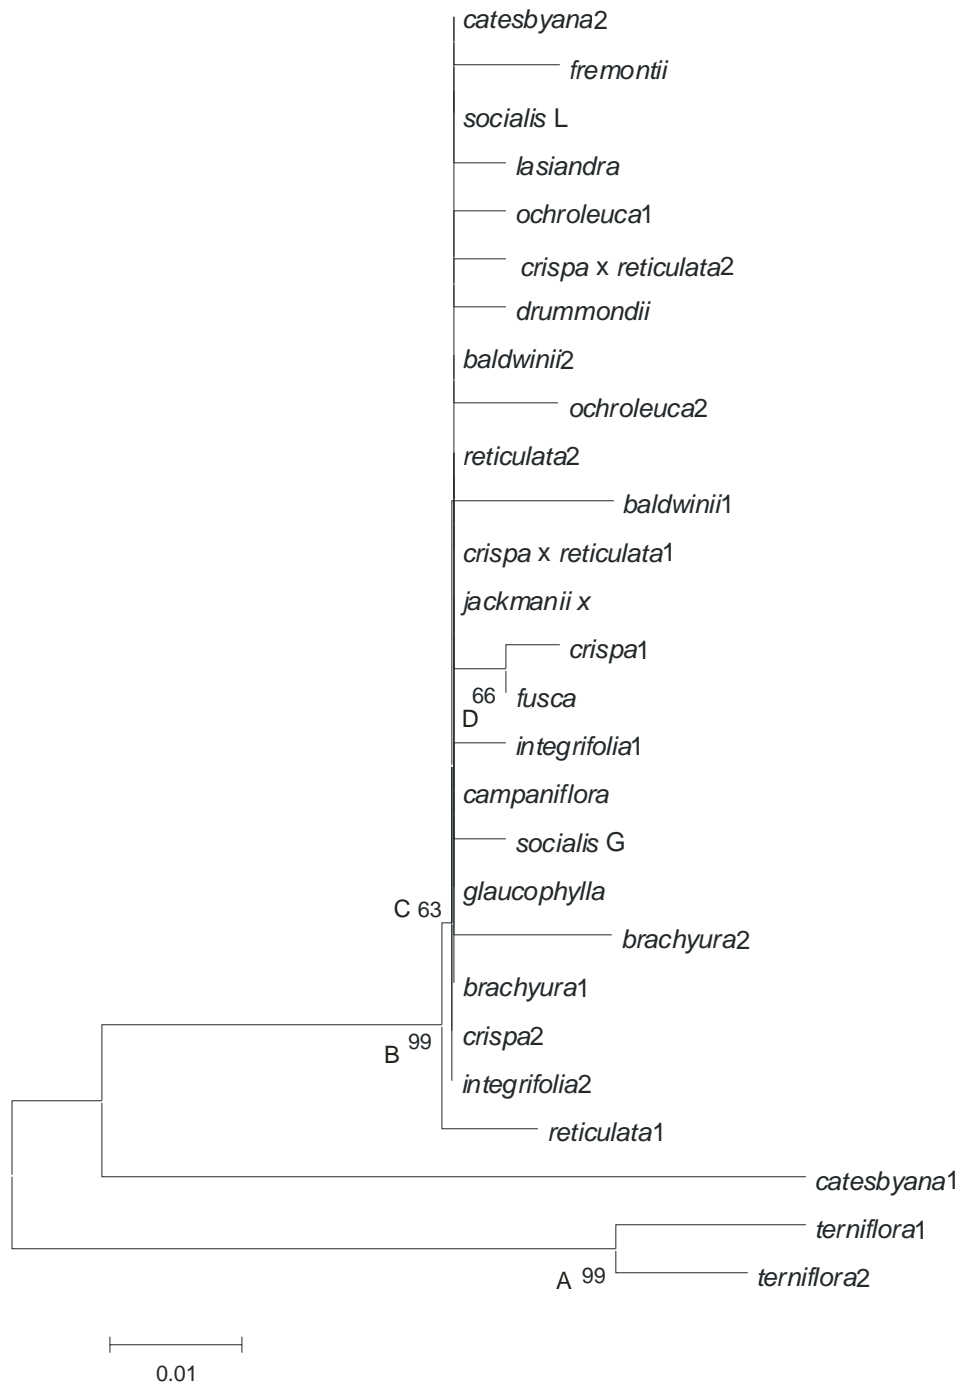 catesbyana2
fremontii
socialis L
lasiandra
ochroleuca1
crispa x reticulata2
drummondii
baldwinii2
ochroleuca2
reticulata2
baldwinii1
crispa x reticulata1
jackmanii x
crispa1
66 fusca
D
integrifolia1
campaniflora
socialis G
glaucophylla
C 63
brachyura2
brachyura1
crispa2
B 99
integrifolia2
reticulata1
catesbyana1
terniflora1
A 99 terniflora2
0.01